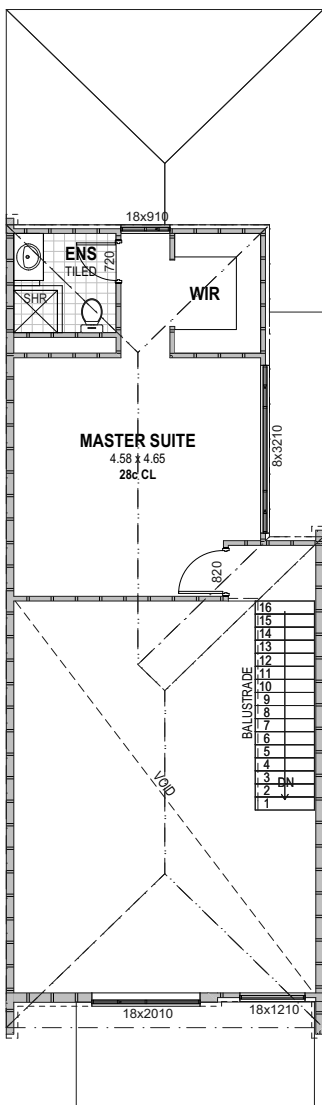 18x910
ENS
TILED
720
SHR
WIR
MASTER SUITE
4.58 x 4.65
28c CL
8x3210
820
BALUSTRADE
16
15
14
13
12
11
10
9
8
7
6
5
4
3
DN
2
1
VOID
18x2010
18x1210